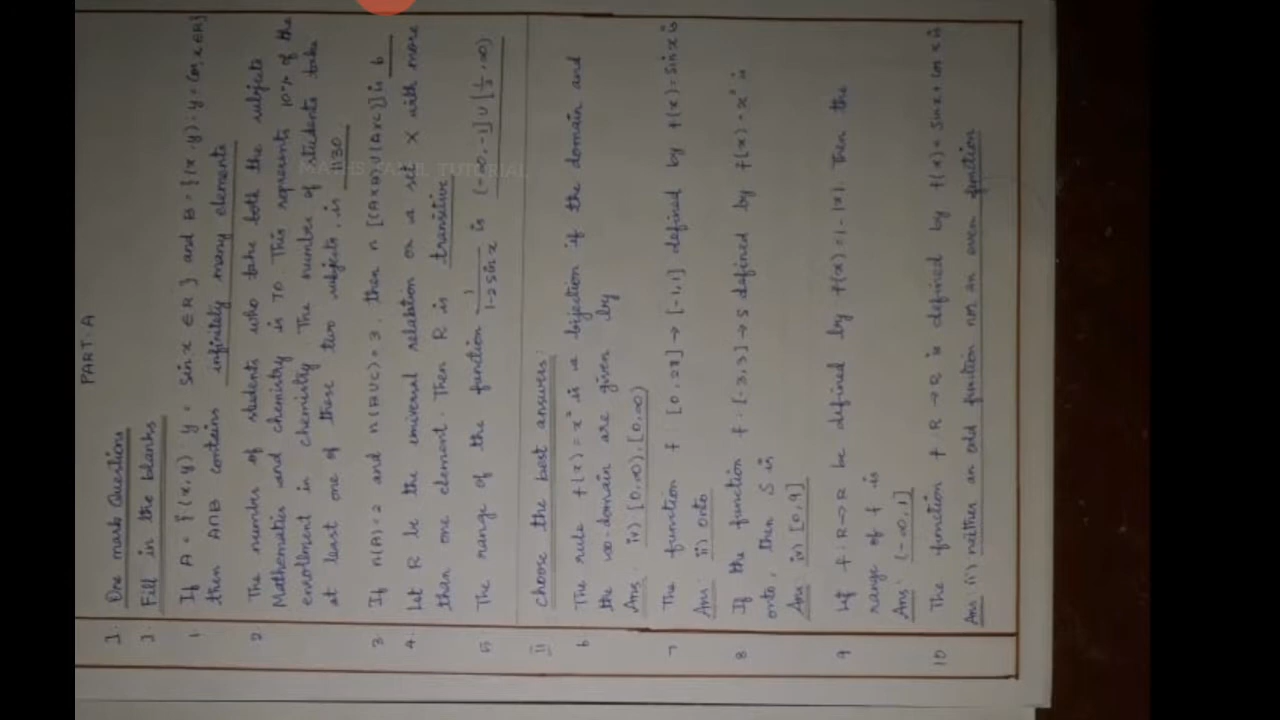 PART-A
I. One mark Questions
I. Fill in the blanks
1. If A = {(x,y) y = sin x ∈ R} and B = {(x,y) · y = cos, x∈R}
then A∩B contains infinitely many elements
2. The number of students who take both the subjects
Mathematics and chemistry is 70 This represents 10% of the
enrollment in chemistry The number of students take
at least one of these two subjects, is 1130
3 If n(A)=2 and n(BUC) = 3, then n[(AXB)U(AXC)] is 6
4. Let R be the universal relation on a set X with more
than one element. Then R is transitive
5. The range of the function 1/1-2sinx is (-∞,-1]U[1/3,∞)
II choose the best answers:
6 The rule f(x) = x² is a bijection if the domain and
the co-domain are given by
Ans: iv) [0,∞), [0,∞)
7 The function f [0,2π] → [-1,1] defined by f(x) = sin x is
Ans: ii) onto
8 If the function f: [-3,3] → S defined by f(x) = x² is
onto, then S is
Ans: iv) [0,9]
9 Let f: R→R be defined by f(x) = 1-|x|. Then the
range of f is
Ans: (-∞,1]
10 The function f R → R is defined by f(x) = sin x + cos x is
Ans: ii) neither an odd function nor an even function
MATHS TAMIL TUTORIAL